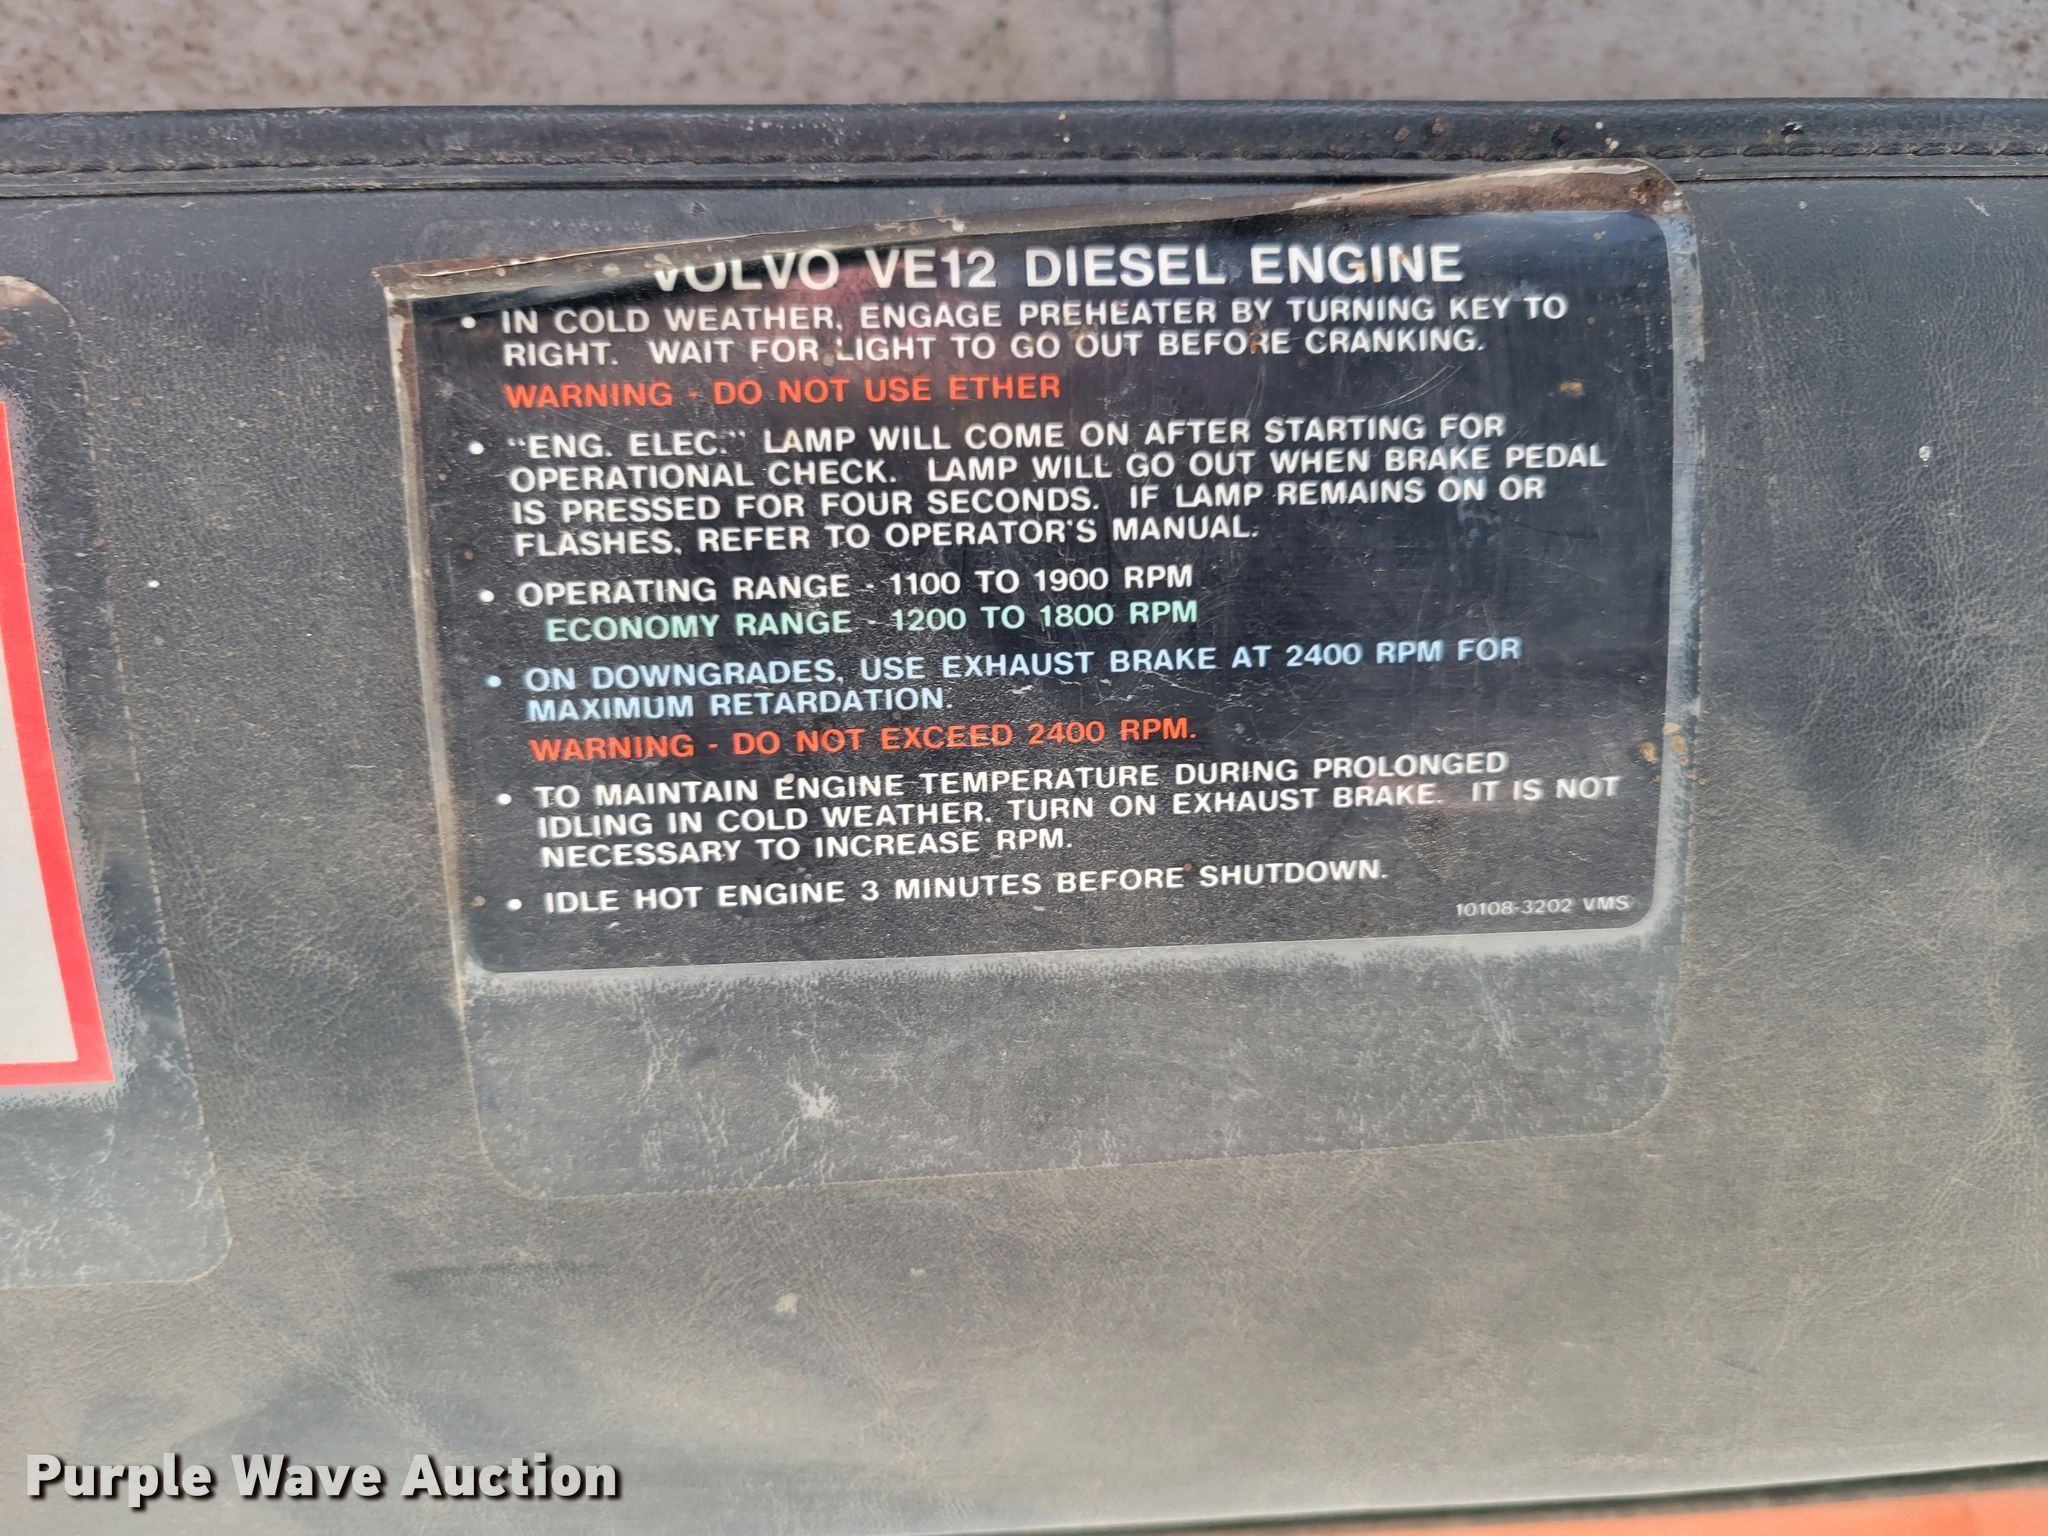 VOLVO VE12 DIESEL ENGINE
• IN COLD WEATHER, ENGAGE PREHEATER BY TURNING KEY TO
RIGHT. WAIT FOR LIGHT TO GO OUT BEFORE CRANKING.
WARNING - DO NOT USE ETHER
• "ENG. ELEC." LAMP WILL COME ON AFTER STARTING FOR
OPERATIONAL CHECK. LAMP WILL GO OUT WHEN BRAKE PEDAL
IS PRESSED FOR FOUR SECONDS. IF LAMP REMAINS ON OR
FLASHES, REFER TO OPERATOR'S MANUAL.
• OPERATING RANGE - 1100 TO 1900 RPM
ECONOMY RANGE - 1200 TO 1800 RPM
• ON DOWNGRADES, USE EXHAUST BRAKE AT 2400 RPM FOR
MAXIMUM RETARDATION.
WARNING - DO NOT EXCEED 2400 RPM.
• TO MAINTAIN ENGINE TEMPERATURE DURING PROLONGED
IDLING IN COLD WEATHER, TURN ON EXHAUST BRAKE. IT IS NOT
NECESSARY TO INCREASE RPM.
• IDLE HOT ENGINE 3 MINUTES BEFORE SHUTDOWN.
10108-3202 VMS
Purple Wave Auction